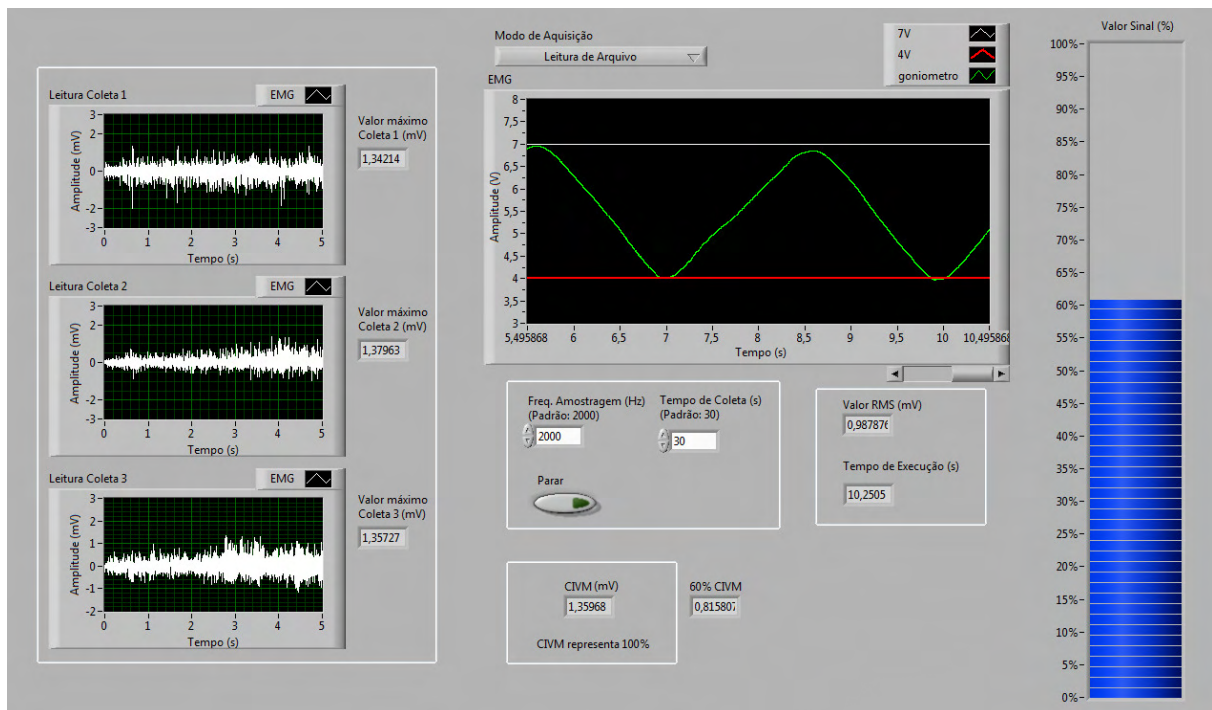 Leitura Coleta 1
EMG
Amplitude (mV)
3-
2-
0-
-2-
-3-
0 1 2 3 4 5
Tempo (s)
Valor máximo
Coleta 1 (mV)
1,34214
Leitura Coleta 2
EMG
Amplitude (mV)
3-
2-
0-
-2-
-3-
0 1 2 3 4 5
Tempo (s)
Valor máximo
Coleta 2 (mV)
1,37963
Leitura Coleta 3
EMG
Amplitude (mV)
3-
2-
1-
0-
-1-
-2-
0 1 2 3 4 5
Tempo (s)
Valor máximo
Coleta 3 (mV)
1,35727
Modo de Aquisição
Leitura de Arquivo
7V
4V
goniometro
EMG
Amplitude (V)
8-
7,5-
7-
6,5-
6-
5,5-
5-
4,5-
4-
3,5-
3-
5,495868 6 6,5 7 7,5 8 8,5 9 9,5 10 10,495868
Tempo (s)
Freq. Amostragem (Hz)
(Padrão: 2000)
2000
Tempo de Coleta (s)
(Padrão: 30)
30
Parar
Valor RMS (mV)
0,987876
Tempo de Execução (s)
10,2505
CIVM (mV)
1,35968
CIVM representa 100%
60% CIVM
0,815807
Valor Sinal (%)
100%-
95%-
90%-
85%-
80%-
75%-
70%-
65%-
60%-
55%-
50%-
45%-
40%-
35%-
30%-
25%-
20%-
15%-
10%-
5%-
0%-